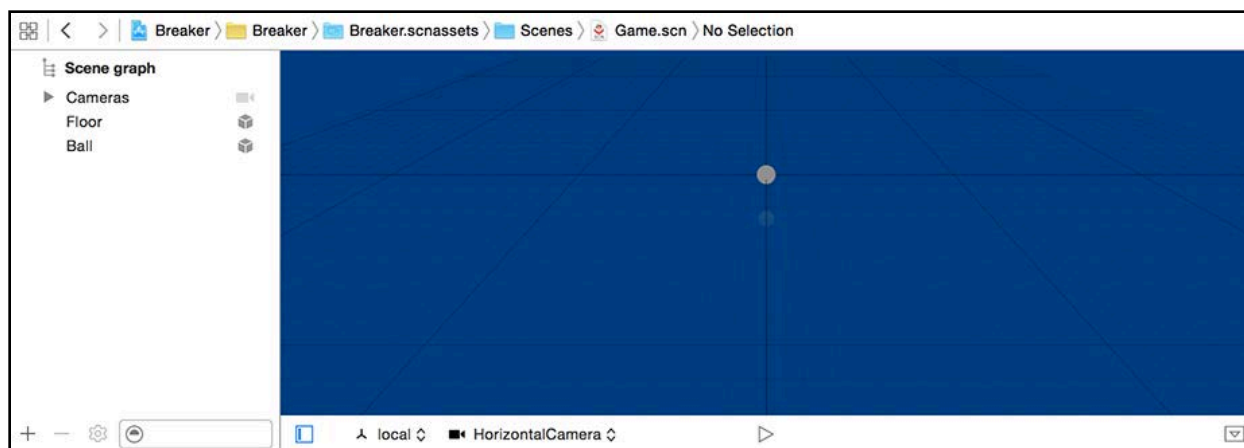 Breaker Breaker Breaker.scnassets Scenes Game.scn No Selection
Scene graph
Cameras
Floor
Ball
local HorizontalCamera